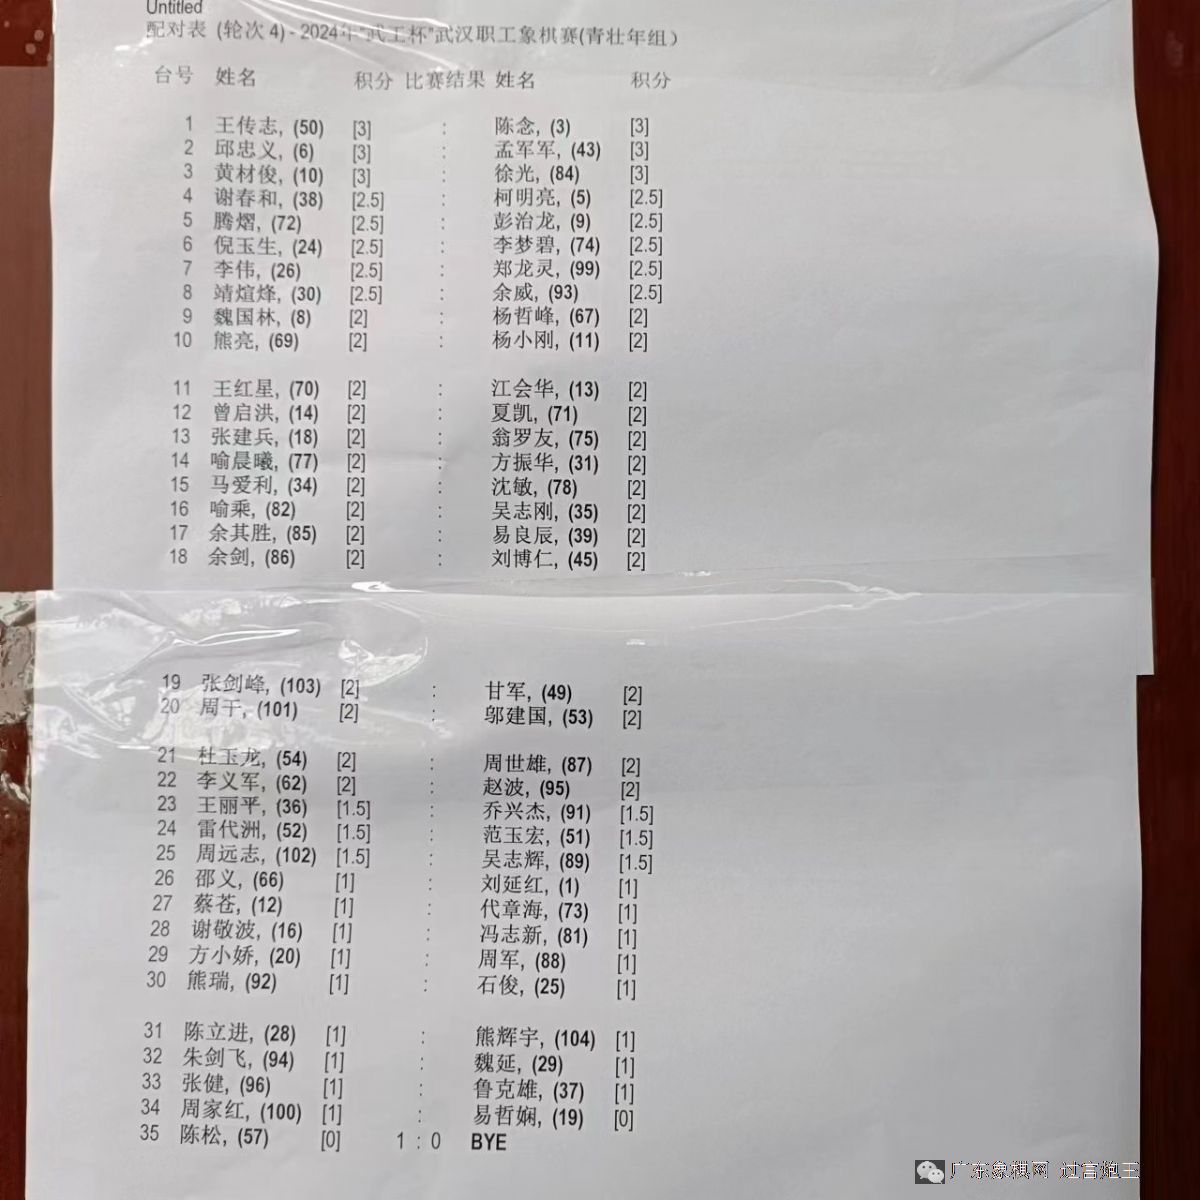 Untitled
配对表 (轮次 4) - 2024年"武工杯"武汉职工象棋赛(青壮年组)
台号 姓名 积分 比赛结果 姓名 积分
1 王传志, (50) [3] : 陈念, (3) [3]
2 邱忠义, (6) [3] : 孟军军, (43) [3]
3 黄材俊, (10) [3] : 徐光, (84) [3]
4 谢春和, (38) [2.5] : 柯明亮, (5) [2.5]
5 腾熠, (72) [2.5] : 彭治龙, (9) [2.5]
6 倪玉生, (24) [2.5] : 李梦碧, (74) [2.5]
7 李伟, (26) [2.5] : 郑龙灵, (99) [2.5]
8 靖煊烽, (30) [2.5] : 余威, (93) [2.5]
9 魏国林, (8) [2] : 杨哲峰, (67) [2]
10 熊亮, (69) [2] : 杨小刚, (11) [2]
11 王红星, (70) [2] : 江会华, (13) [2]
12 曾启洪, (14) [2] : 夏凯, (71) [2]
13 张建兵, (18) [2] : 翁罗友, (75) [2]
14 喻晨曦, (77) [2] : 方振华, (31) [2]
15 马爱利, (34) [2] : 沈敏, (78) [2]
16 喻乘, (82) [2] : 吴志刚, (35) [2]
17 余其胜, (85) [2] : 易良辰, (39) [2]
18 余剑, (86) [2] : 刘博仁, (45) [2]
19 张剑峰, (103) [2] : 甘军, (49) [2]
20 周干, (101) [2] : 邬建国, (53) [2]
21 杜玉龙, (54) [2] : 周世雄, (87) [2]
22 李义军, (62) [2] : 赵波, (95) [2]
23 王丽平, (36) [1.5] : 乔兴杰, (91) [1.5]
24 雷代洲, (52) [1.5] : 范玉宏, (51) [1.5]
25 周远志, (102) [1.5] : 吴志辉, (89) [1.5]
26 邵义, (66) [1] : 刘延红, (1) [1]
27 蔡苍, (12) [1] : 代章海, (73) [1]
28 谢敬波, (16) [1] : 冯志新, (81) [1]
29 方小娇, (20) [1] : 周军, (88) [1]
30 熊瑞, (92) [1] : 石俊, (25) [1]
31 陈立进, (28) [1] : 熊辉宇, (104) [1]
32 朱剑飞, (94) [1] : 魏延, (29) [1]
33 张健, (96) [1] : 鲁克雄, (37) [1]
34 周家红, (100) [1] : 易哲娴, (19) [0]
35 陈松, (57) [0] 1 : 0 BYE
广东象棋网 过宫炮王